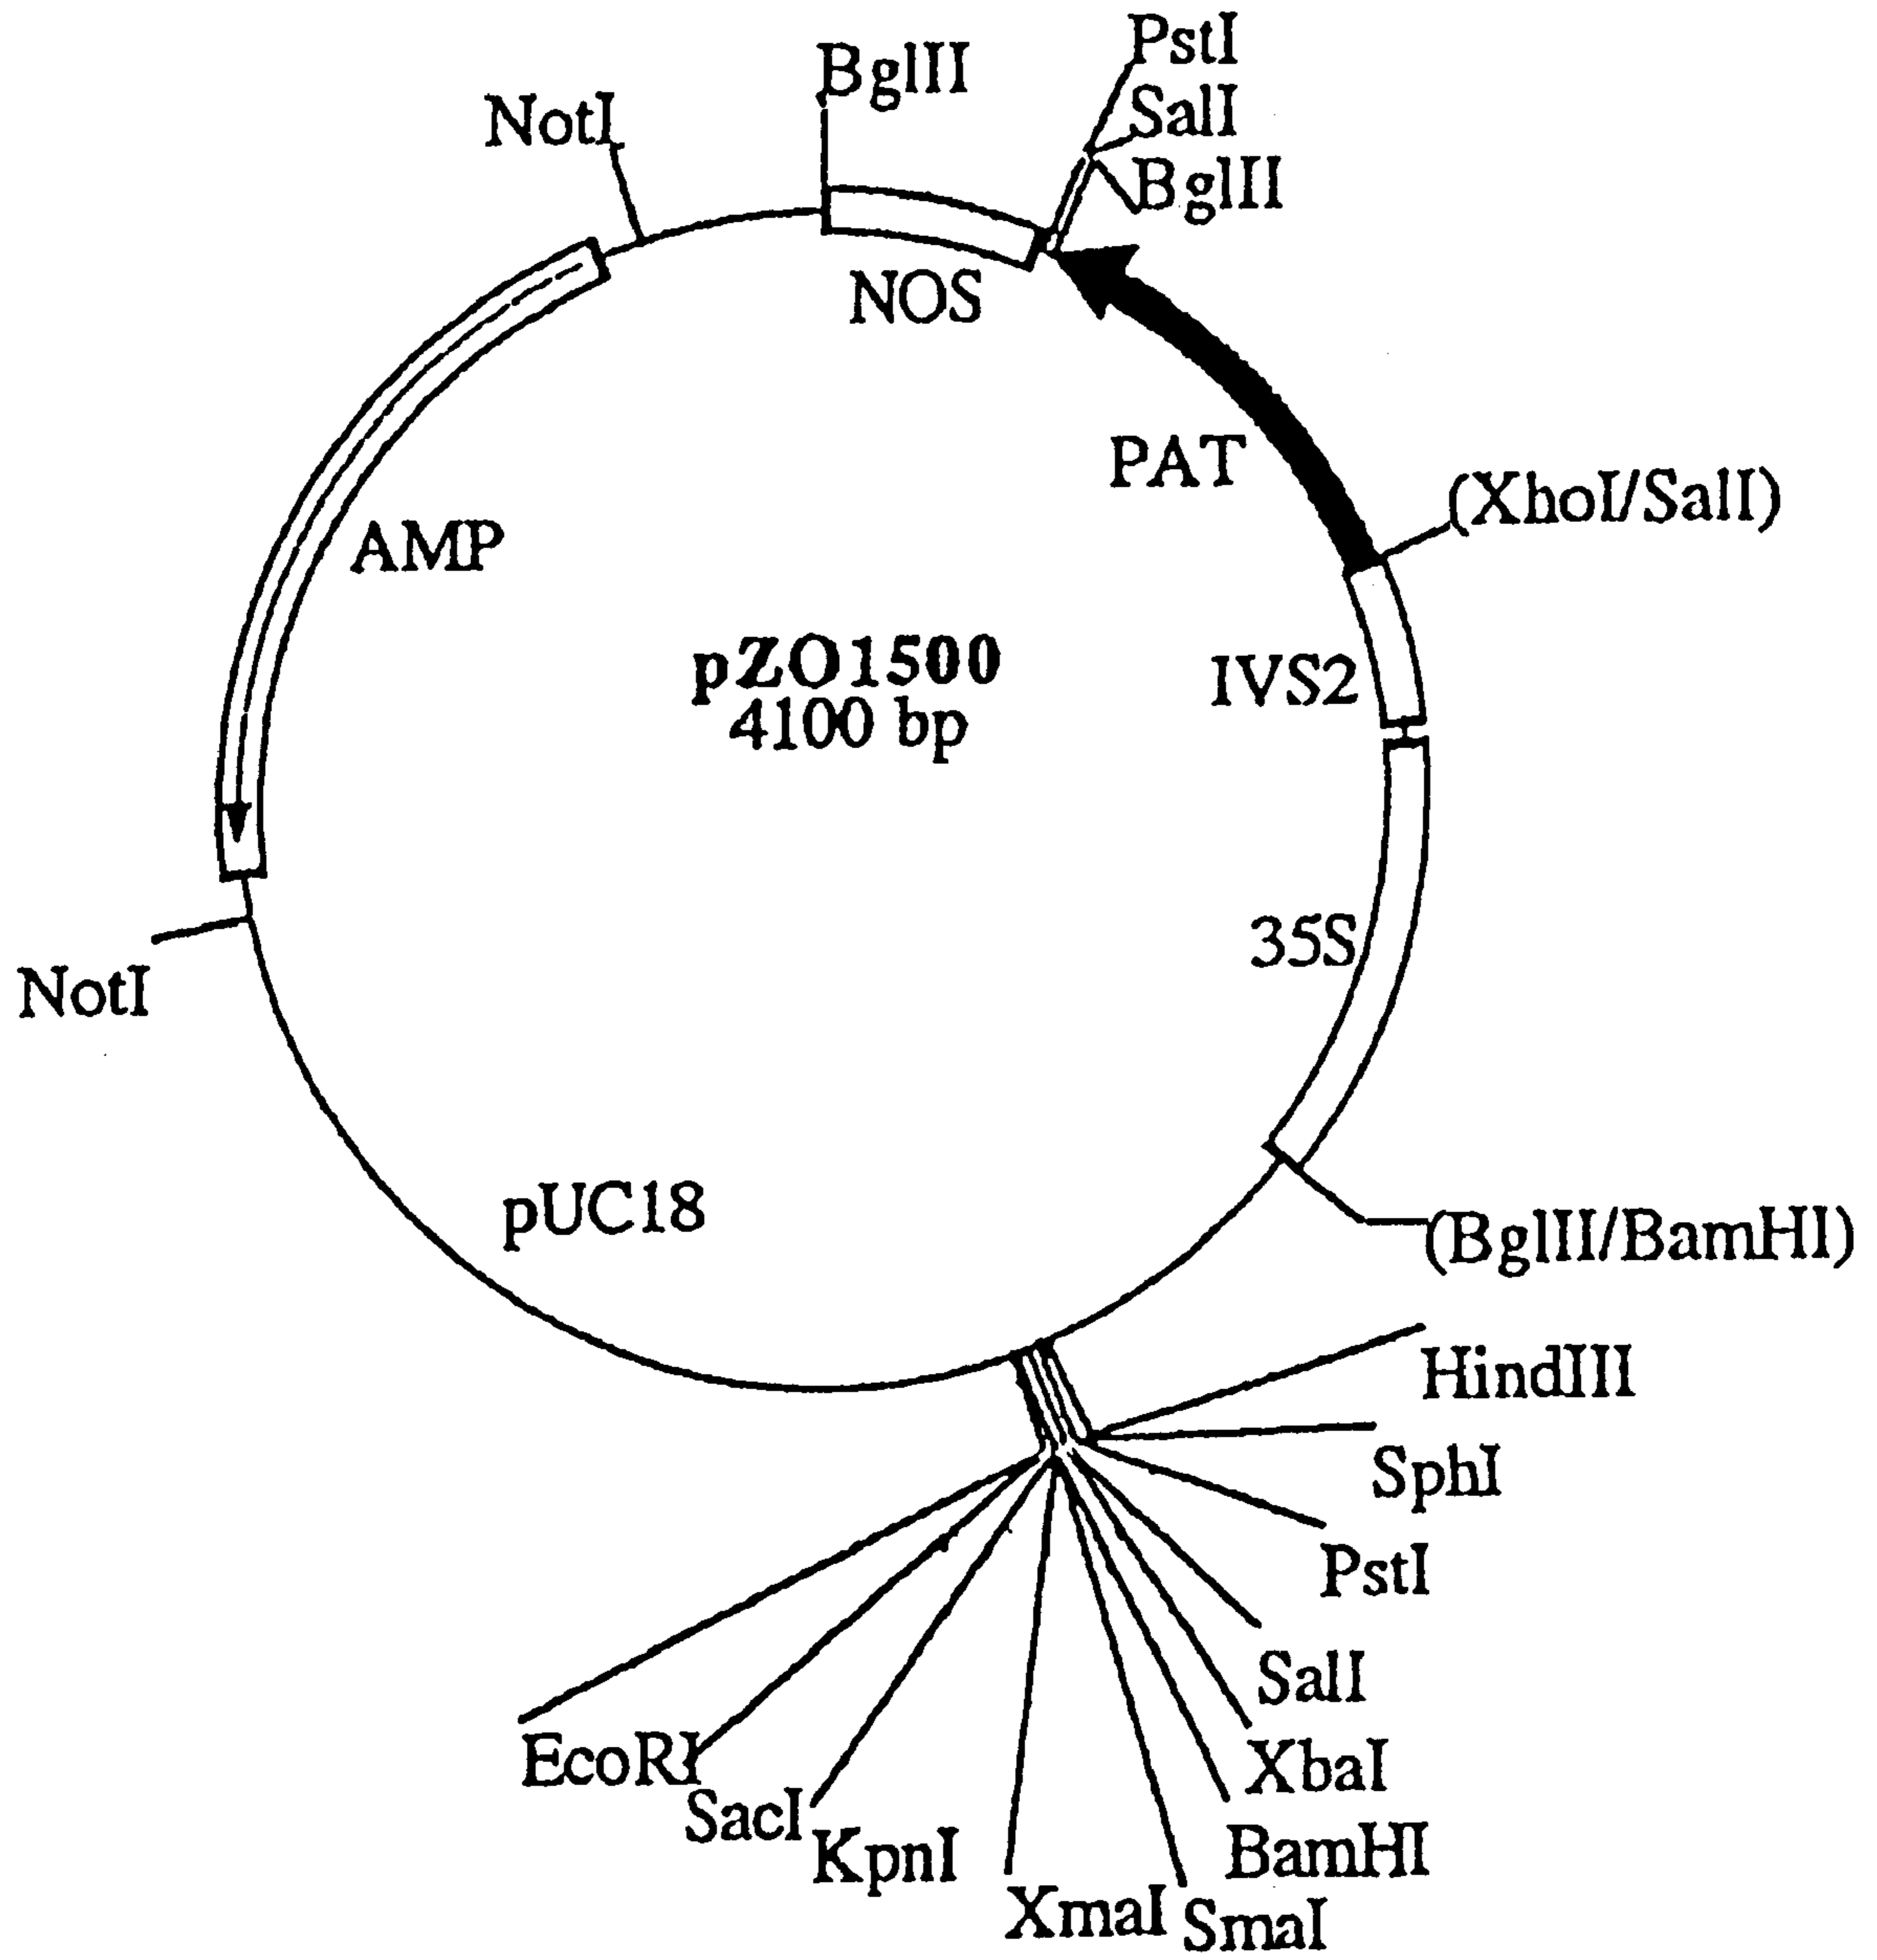 PstI
BglII
SalI
NotI
BglII
NOS
PAT
(XhoI/SalI)
AMP
pZO1500
4100 bp
IVS2
35S
NotI
pUC18
(BglII/BamHI)
HindIII
SphI
PstI
SalI
XbaI
BamHI
SmaI
XmaI
KpnI
SacI
EcoRI